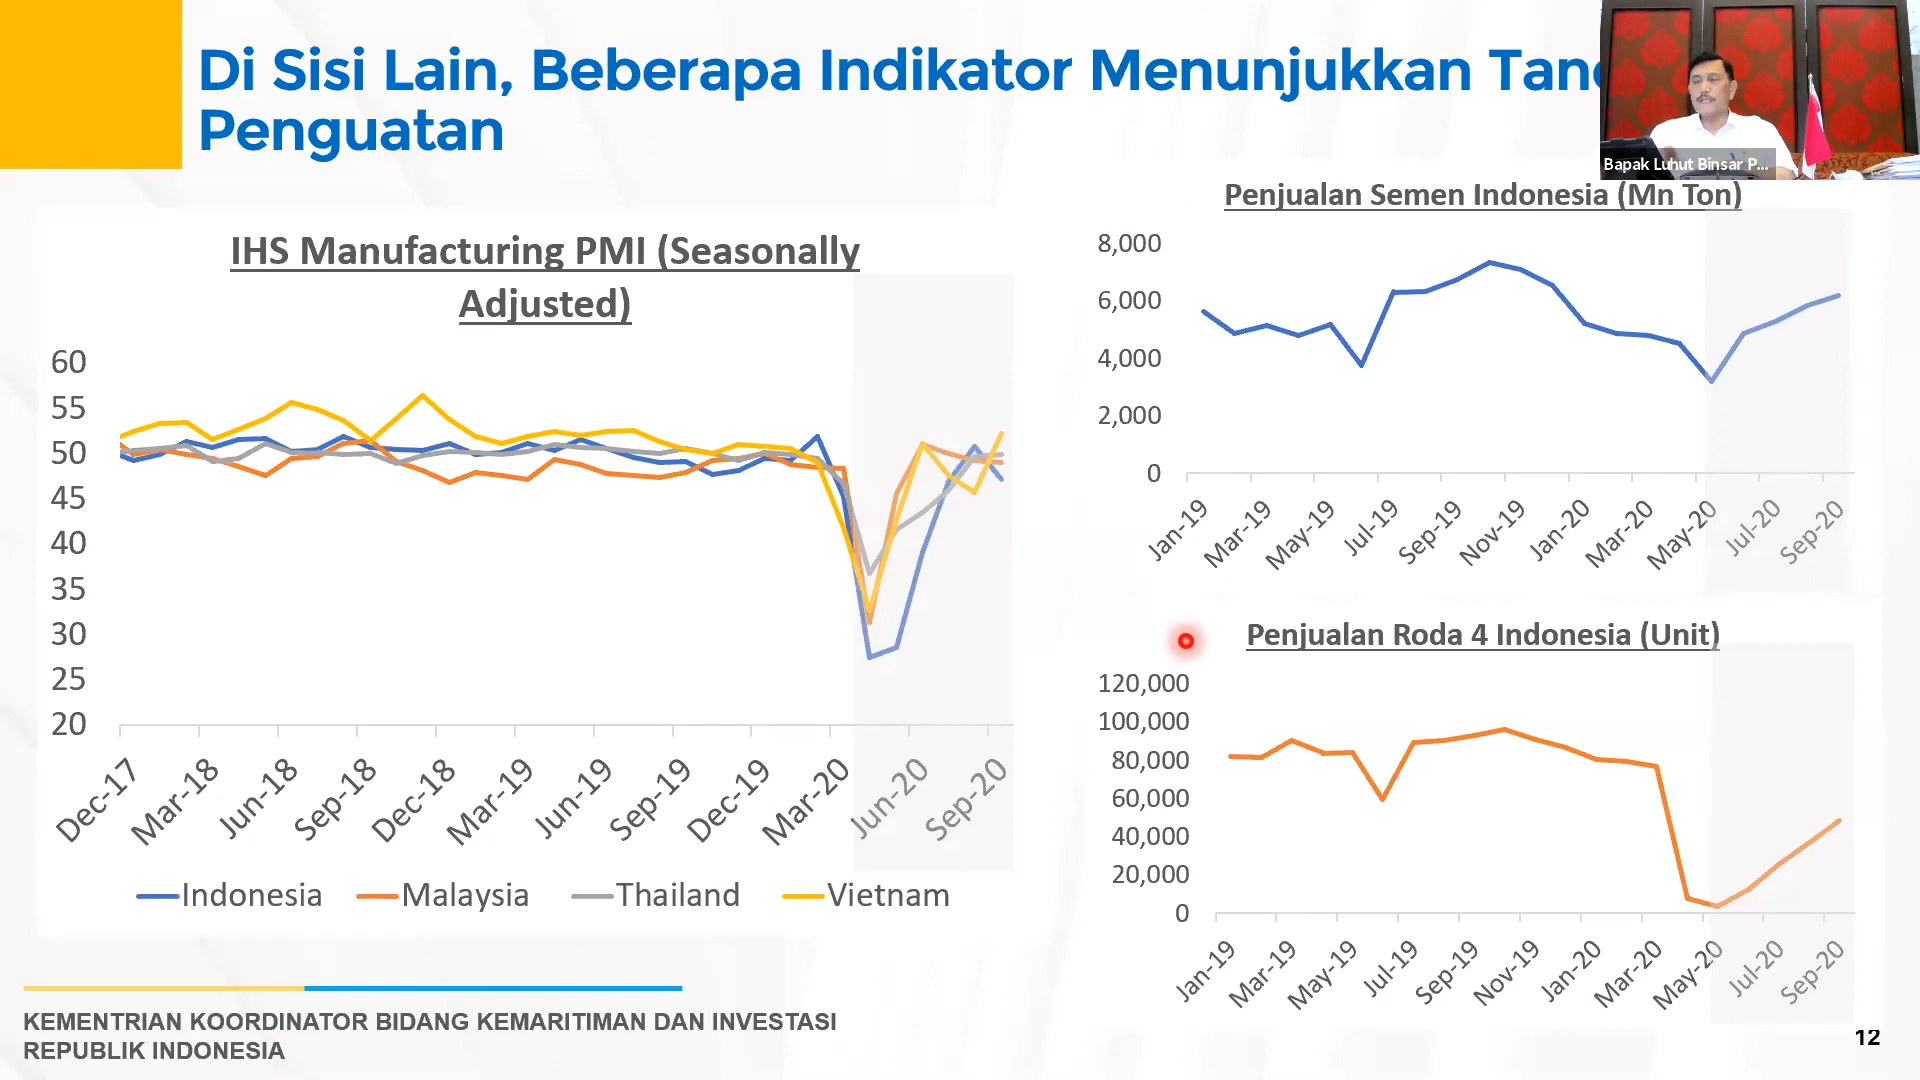 Di Sisi Lain, Beberapa Indikator Menunjukkan
Penguatan
Bapak Luhut Binsar P...
IHS Manufacturing PMI (Seasonally
Adjusted)
60
55
50
45
40
35
30
25
20
Dec-17
Mar-18
Jun-18
Sep-18
Dec-18
Mar-19
Jun-19
Sep-19
Dec-19
Mar-20
Jun-20
Sep-20
Indonesia
Malaysia
Thailand
Vietnam
Penjualan Semen Indonesia (Mn Ton)
8,000
6,000
4,000
2,000
0
Jan-19
Mar-19
May-19
Jul-19
Sep-19
Nov-19
Jan-20
Mar-20
May-20
Jul-20
Sep-20
Penjualan Roda 4 Indonesia (Unit)
120,000
100,000
80,000
60,000
40,000
20,000
0
Jan-19
Mar-19
May-19
Jul-19
Sep-19
Nov-19
Jan-20
Mar-20
May-20
Jul-20
Sep-20
KEMENTRIAN KOORDINATOR BIDANG KEMARITIMAN DAN INVESTASI
REPUBLIK INDONESIA
12